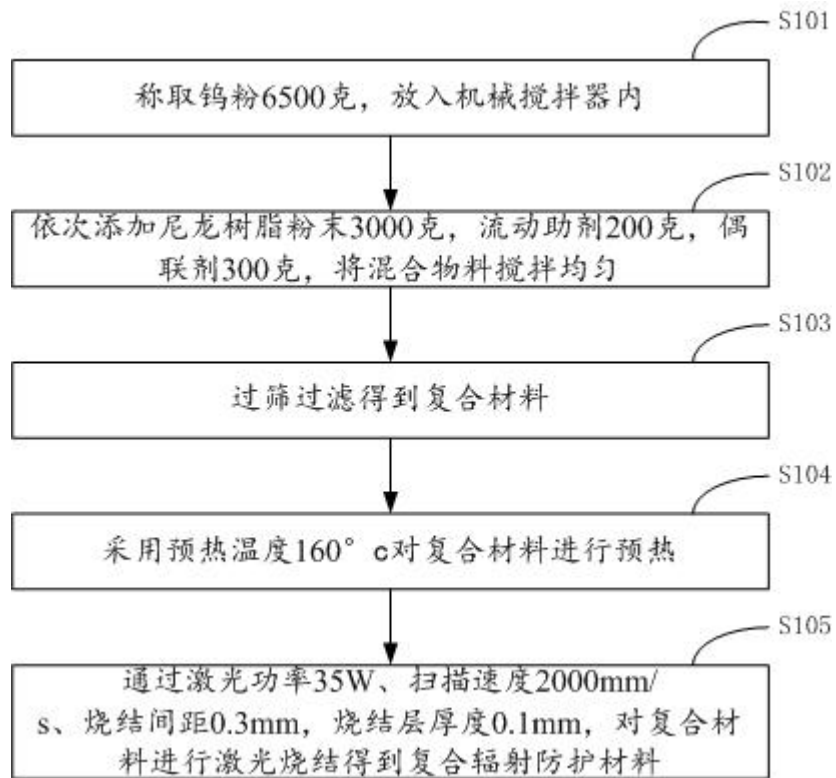 S101
称取钨粉6500克，放入机械搅拌器内
S102
依次添加尼龙树脂粉末3000克，流动助剂200克，偶
联剂300克，将混合物料搅拌均匀
S103
过筛过滤得到复合材料
S104
采用预热温度160°c对复合材料进行预热
S105
通过激光功率35W、扫描速度2000mm/
s、烧结间距0.3mm，烧结层厚度0.1mm，对复合材
料进行激光烧结得到复合辐射防护材料